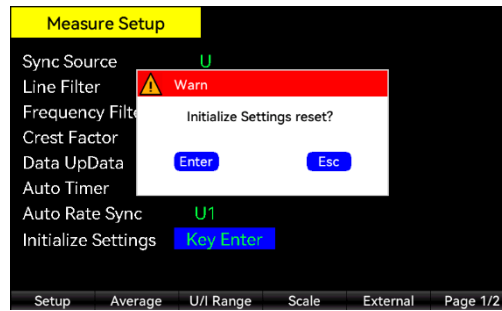 Measure Setup
Sync Source U
Line Filter
Warn
Frequency Filte
Initialize Settings reset?
Crest Factor
Data UpData
Enter Esc
Auto Timer
Auto Rate Sync U1
Initialize Settings Key Enter
Setup Average U/I Range Scale External Page 1/2